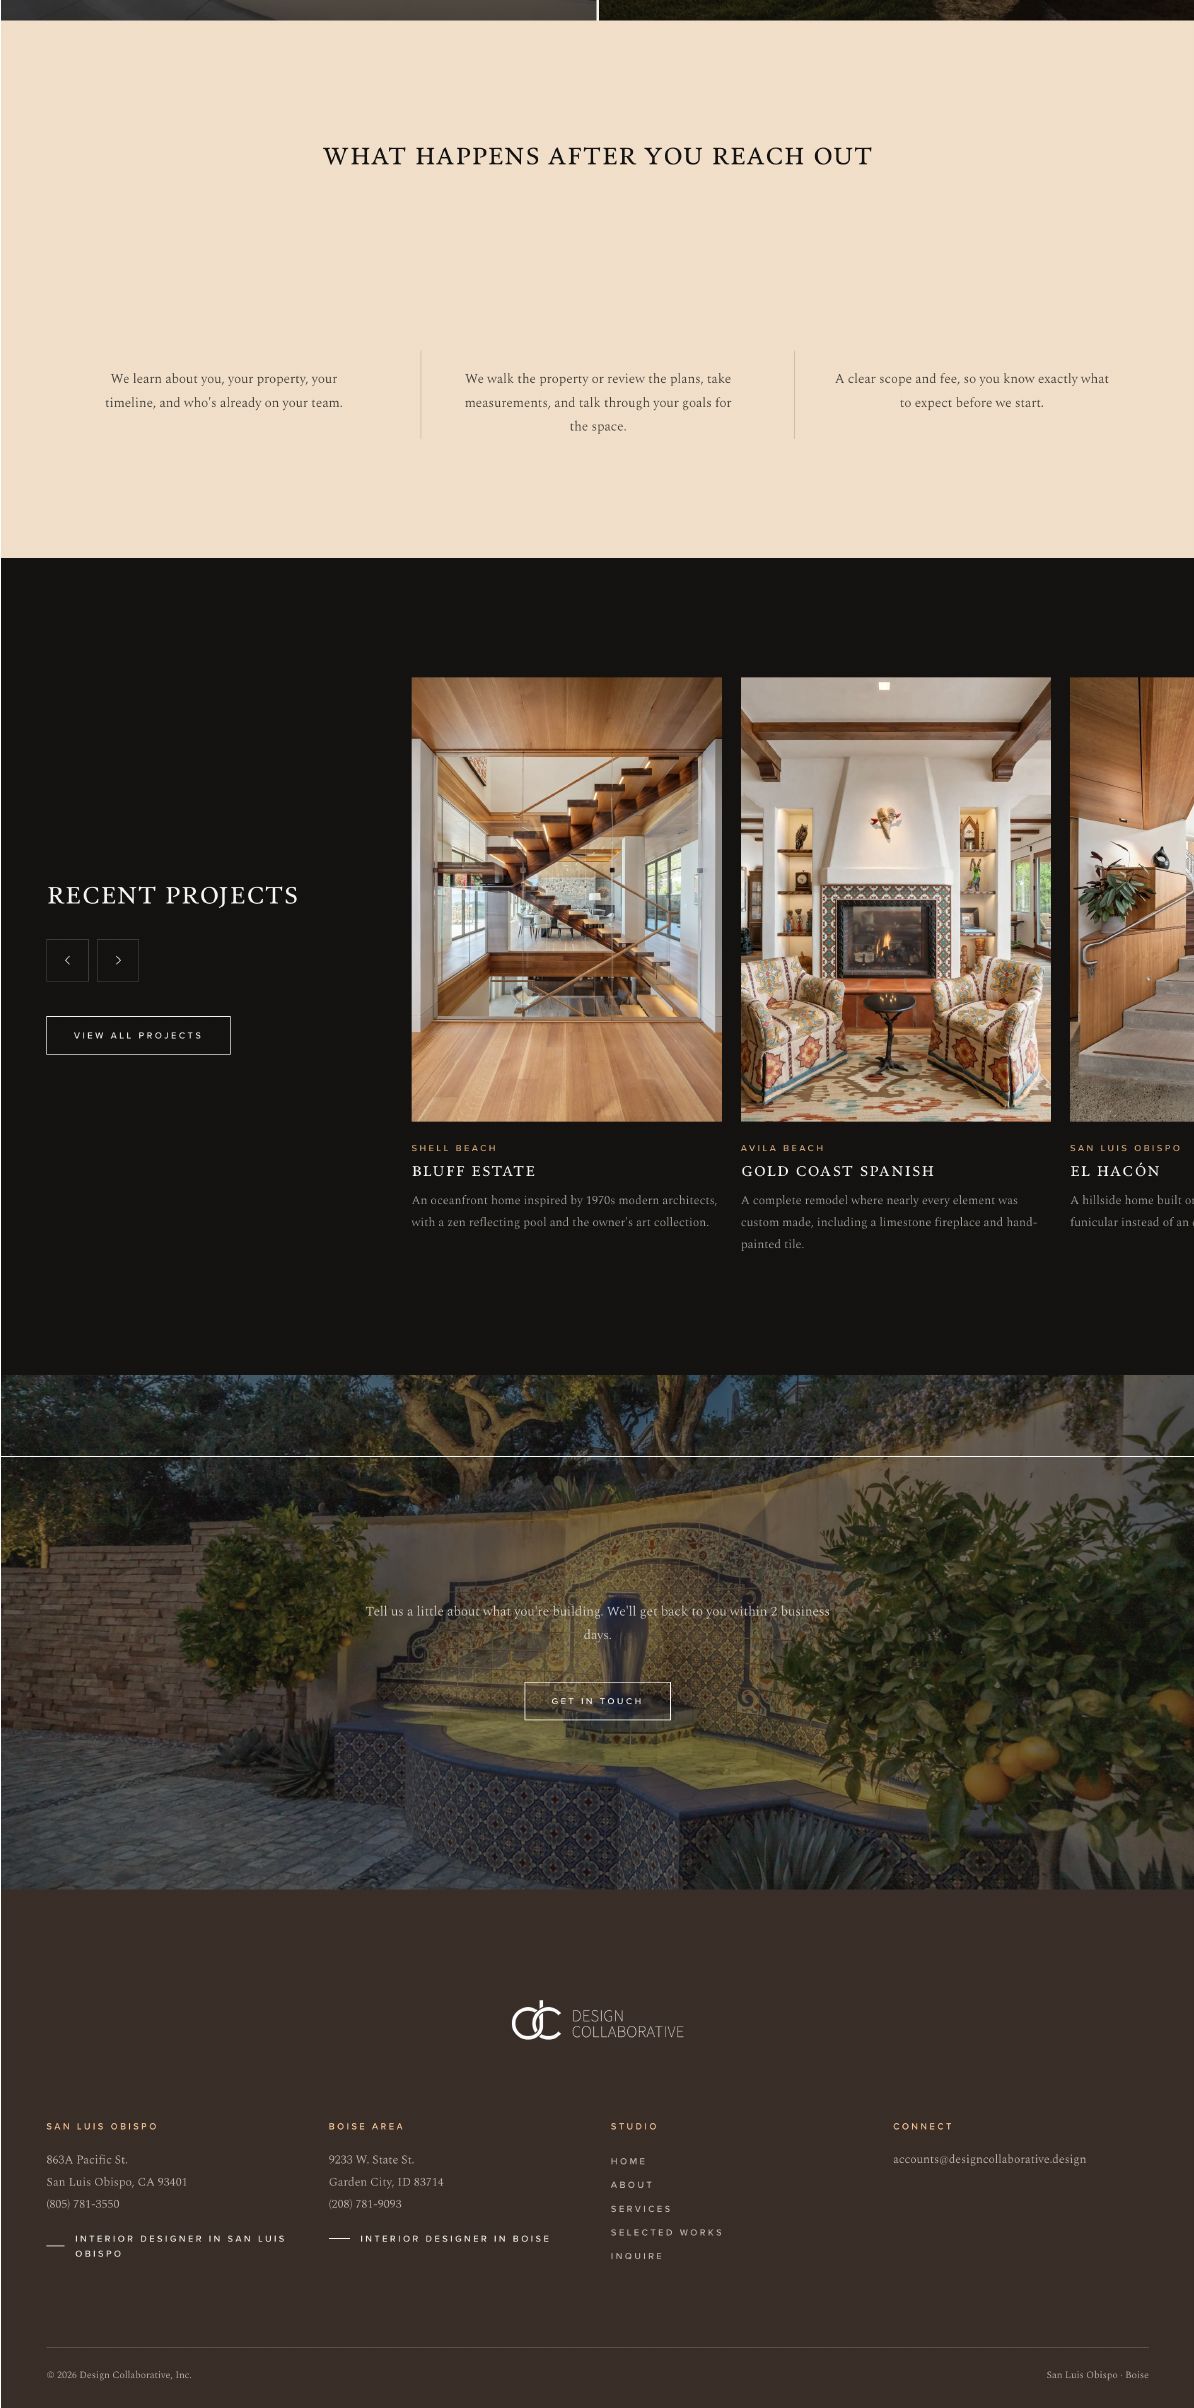 WHAT HAPPENS AFTER YOU REACH OUT
We learn about you, your property, your
timeline, and who's already on your team.
We walk the property or review the plans, take
measurements, and talk through your goals for
the space.
A clear scope and fee, so you know exactly what
to expect before we start.
RECENT PROJECTS
VIEW ALL PROJECTS
SHELL BEACH
BLUFF ESTATE
An oceanfront home inspired by 1970s modern architects,
with a zen reflecting pool and the owner's art collection.
AVILA BEACH
GOLD COAST SPANISH
A complete remodel where nearly every element was
custom made, including a limestone fireplace and hand-
painted tile.
SAN LUIS OBISPO
EL HACÓN
A hillside home built
funicular instead of an
Tell us a little about what you're building. We'll get back to you within 2 business
days.
GET IN TOUCH
dc DESIGN
COLLABORATIVE
SAN LUIS OBISPO
863A Pacific St.
San Luis Obispo, CA 93401
(805) 781-3550
INTERIOR DESIGNER IN SAN LUIS
OBISPO
BOISE AREA
9233 W. State St.
Garden City, ID 83714
(208) 781-9093
INTERIOR DESIGNER IN BOISE
STUDIO
HOME
ABOUT
SERVICES
SELECTED WORKS
INQUIRE
CONNECT
accounts@designcollaborative.design
© 2026 Design Collaborative, Inc.
San Luis Obispo · Boise